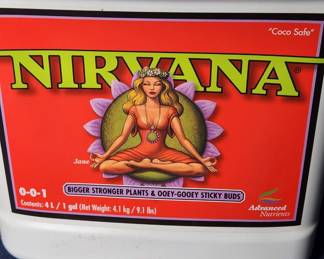 "Coco Safe"
NIRVANA®
Jane
BIGGER STRONGER PLANTS & OOEY-GOOEY STICKY BUDS
0-0-1
Contents: 4 L / 1 gal (Net Weight: 4.1 kg / 9.1 lbs)
Advanced
Nutrients